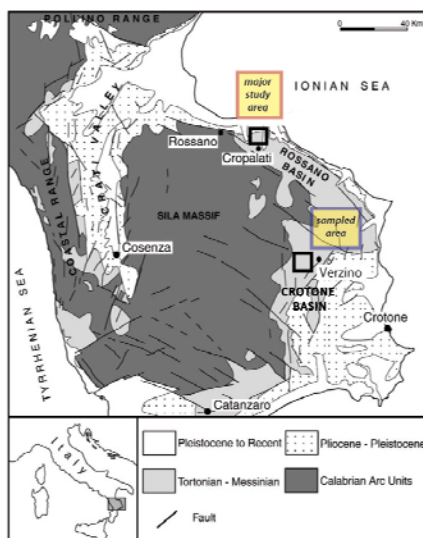 POLLINO RANGE
0 40 Km
IONIAN SEA
major
study
area
CRATI VALLEY
Rossano
Cropalati
ROSSANO
BASIN
COASTAL RANGE
SILA MASSIF
sampled
area
Cosenza
Verzino
CROTONE
BASIN
Crotone
TYRRHENIAN SEA
Catanzaro
Pleistocene to Recent
Pliocene - Pleistocene
Tortonian - Messinian
Calabrian Arc Units
Fault
Italy